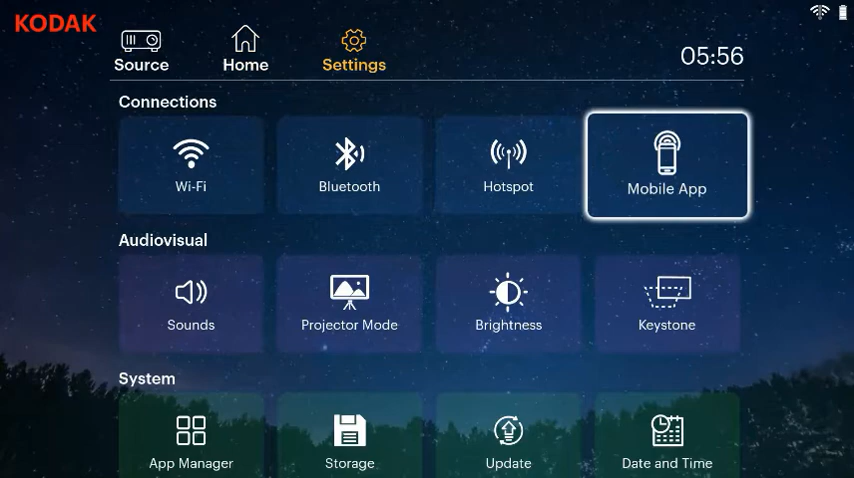 KODAK
Source Home Settings 05:56
Connections
Wi-Fi Bluetooth Hotspot Mobile App
Audiovisual
Sounds Projector Mode Brightness Keystone
System
App Manager Storage Update Date and Time